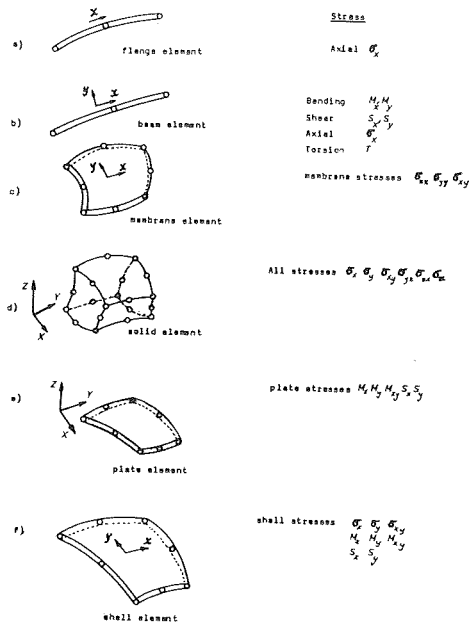 Stress
x
a)
flange element
Axial σx
y x
b)
beam element
Bending Mx My
Shear Sx, Sy
Axial σx
Torsion T
y x
c)
membrane element
membrane stresses σxx σyy σxy
Z Y X
d)
solid element
All stresses σx σy σxy σyz σzx σzz
Z Y X
e)
plate element
plate stresses Mx My Mxy Sx Sy
y x
f)
shell element
shell stresses σx σy σxy
Mx My Mxy
Sx Sy